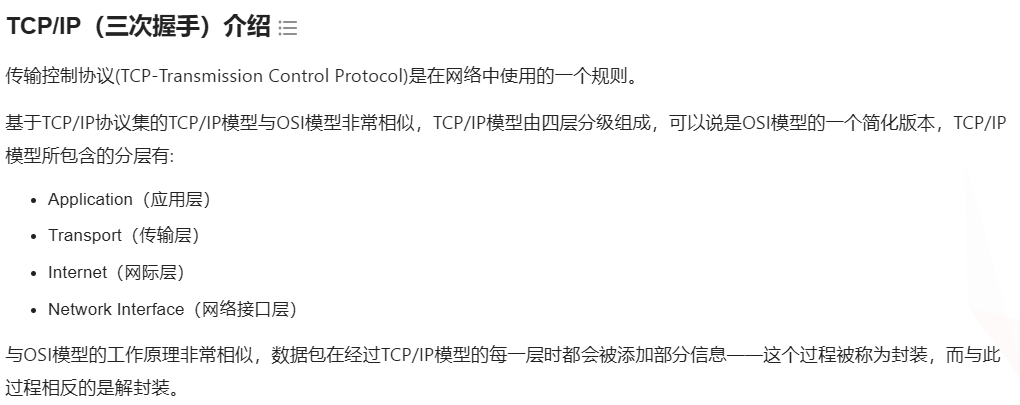 TCP/IP（三次握手）介绍
传输控制协议(TCP-Transmission Control Protocol)是在网络中使用的一个规则。
基于TCP/IP协议集的TCP/IP模型与OSI模型非常相似，TCP/IP模型由四层分级组成，可以说是OSI模型的一个简化版本，TCP/IP
模型所包含的分层有:
• Application（应用层）
• Transport（传输层）
• Internet（网际层）
• Network Interface（网络接口层）
与OSI模型的工作原理非常相似，数据包在经过TCP/IP模型的每一层时都会被添加部分信息——这个过程被称为封装，而与此
过程相反的是解封装。